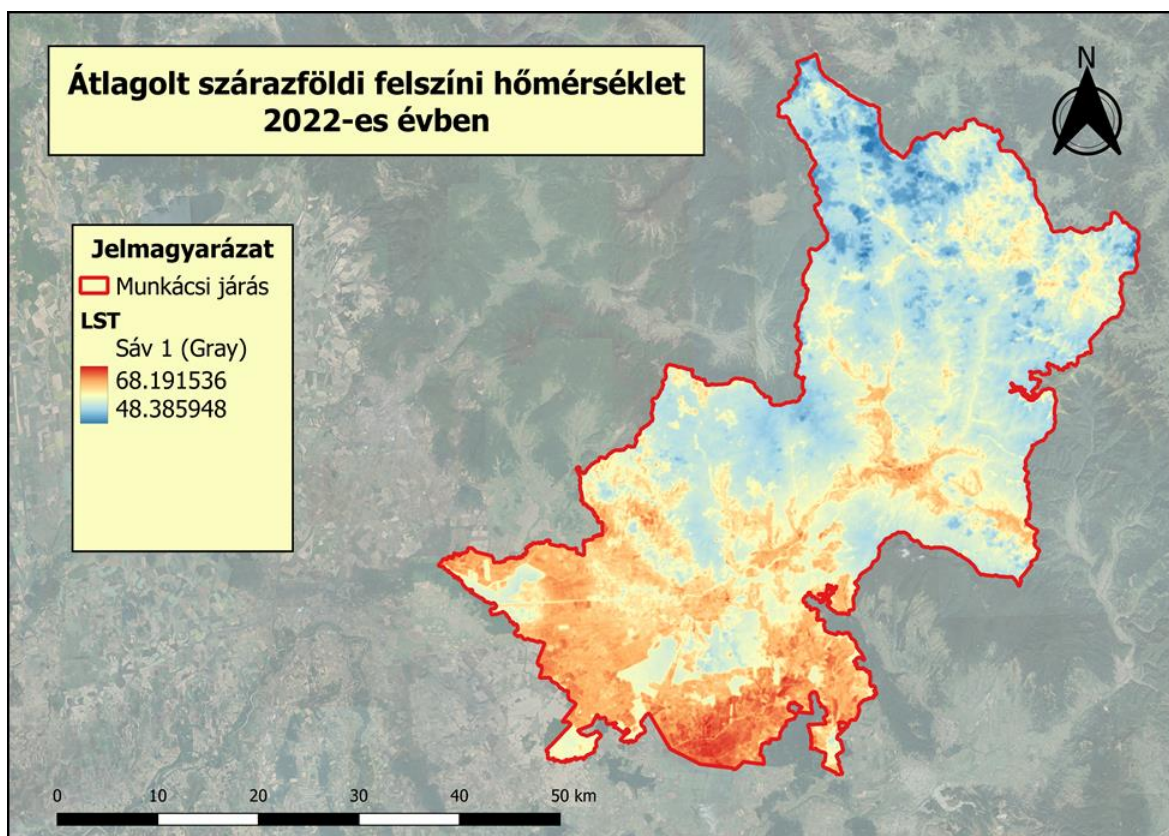 Átlagolt szárazföldi felszíni hőmérséklet
2022-es évben
N
Jelmagyarázat
Munkácsi járás
LST
Sáv 1 (Gray)
68.191536
48.385948
0 10 20 30 40 50 km